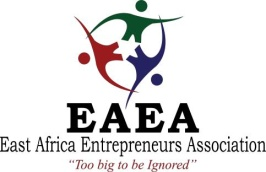 EAEA
East Africa Entrepreneurs Association
"Too big to be Ignored"